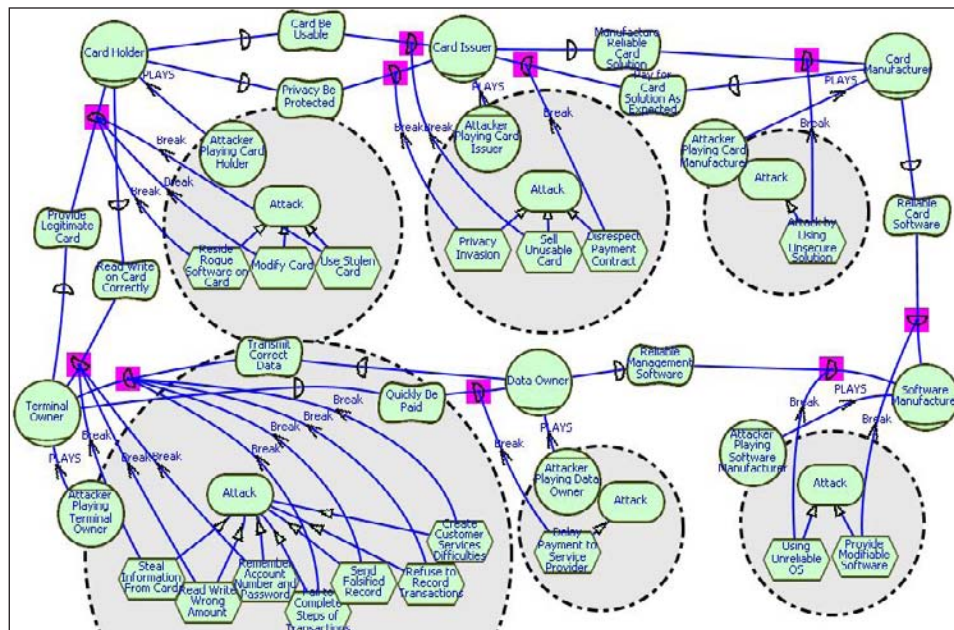 Card Holder
Card Be
Usable
Card Issuer
Manufacture
Reliable
Card Solution
Card
Manufacturer
PLAYS
Privacy Be
Protected
PLAYS
Pay for
Card
Solution As
Expected
PLAYS
Break
Attacker
Playing Card
Holder
Break
Break
Attacker
Playing Card
Issuer
Break
Attacker
Playing Card
Manufacture
Break
Attack
Break
Break
Attack
Attack
Provide
Legitimate
Card
Reliable
Card
Software
Reside
Rogue
Software on
Card
Modify Card
Use Stolen
Card
Privacy
Invasion
Sell
Unusable
Card
Disrespect
Payment
Contract
Attack by
Using
Unsecure
Solution
Read Write
on Card
Correctly
Transmit
Correct
Data
Reliable
Management
Software
Terminal
Owner
Quickly Be
Paid
Data Owner
Software
Manufacturer
PLAYS
Break
Break
Break
PLAYS
Break
Break
Break
Break
Break
PLAYS
Break
Attacker
Playing
Software
Manufacturer
Attacker
Playing
Terminal
Owner
Attack
Attacker
Playing Data
Owner
Attack
Attack
Create
Customer
Services
Difficulties
Delay
Payment to
Service
Provider
Using
Unreliable
OS
Provide
Modifiable
Software
Steal
Information
From Card
Read Write
Wrong
Amount
Remember
Account
Number and
Password
Fail to
Complete
Steps of
Transactions
Send
Falsified
Record
Refuse to
Record
Transactions